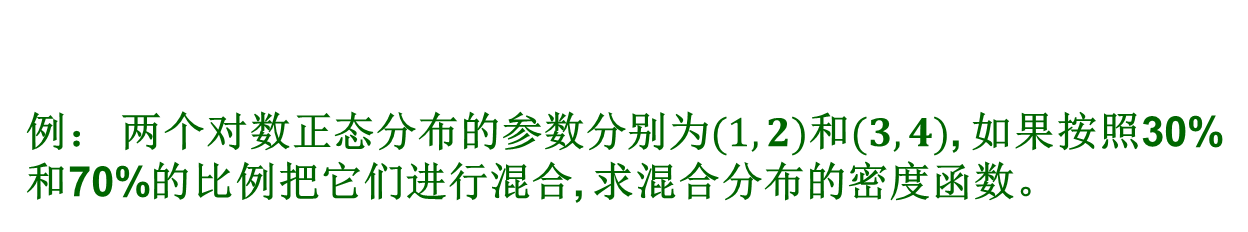 例： 两个对数正态分布的参数分别为(1,2)和(3,4), 如果按照30%
和70%的比例把它们进行混合, 求混合分布的密度函数。